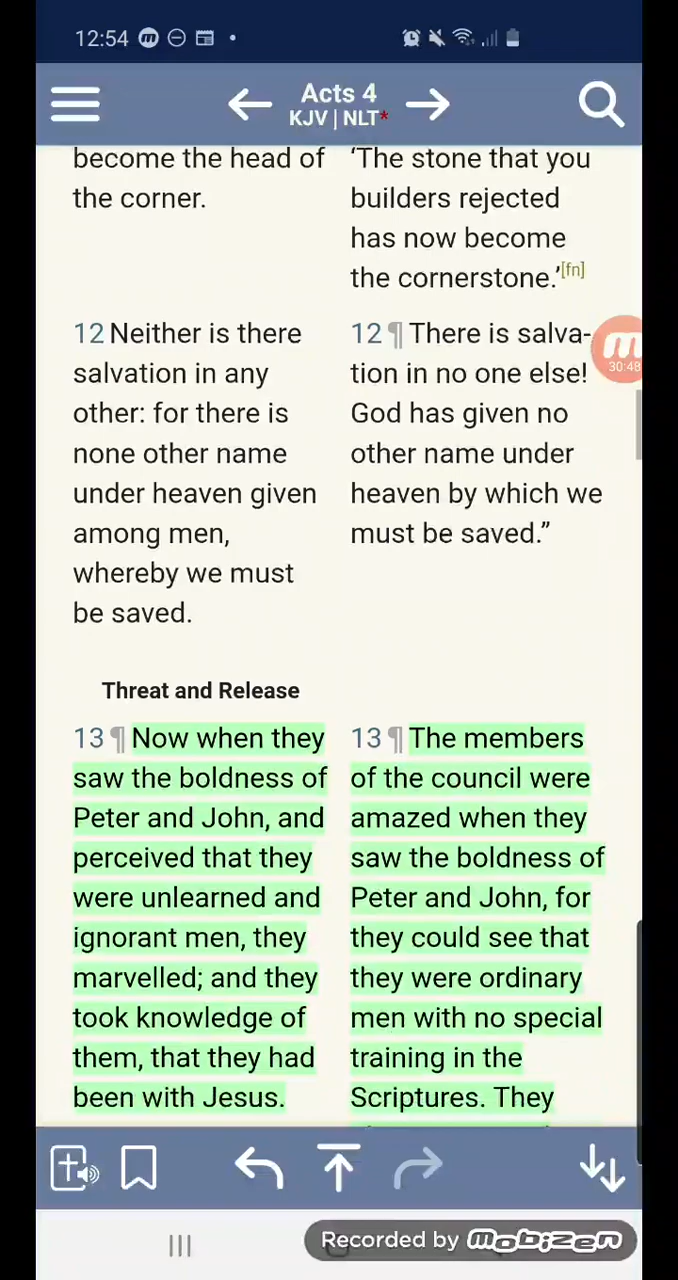 12:54
Acts 4
KJV | NLT*
become the head of
the corner.
‘The stone that you
builders rejected
has now become
the cornerstone.’[fn]
12 Neither is there
salvation in any
other: for there is
none other name
under heaven given
among men,
whereby we must
be saved.
12 ¶ There is salva-
tion in no one else!
God has given no
other name under
heaven by which we
must be saved.”
m
30:48
Threat and Release
13 ¶ Now when they
saw the boldness of
Peter and John, and
perceived that they
were unlearned and
ignorant men, they
marvelled; and they
took knowledge of
them, that they had
been with Jesus.
13 ¶ The members
of the council were
amazed when they
saw the boldness of
Peter and John, for
they could see that
they were ordinary
men with no special
training in the
Scriptures. They
Recorded by mobizen